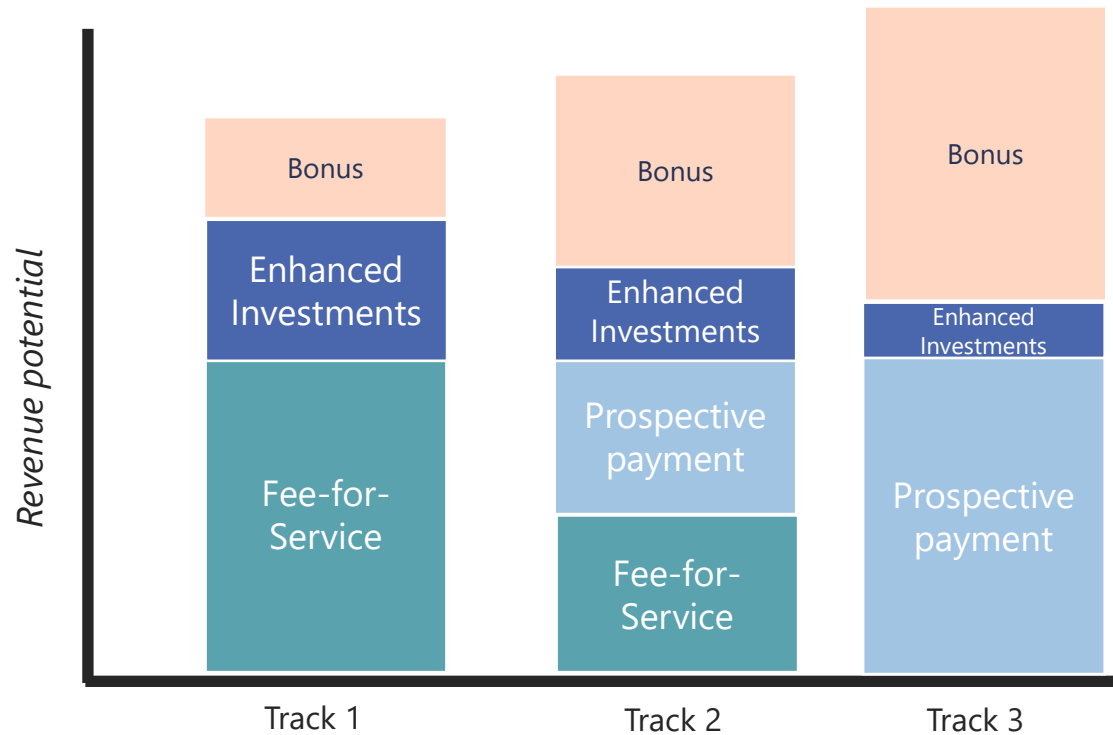 Revenue potential
Bonus
Enhanced
Investments
Fee-for-
Service
Track 1
Bonus
Enhanced
Investments
Prospective
payment
Fee-for-
Service
Track 2
Bonus
Enhanced
Investments
Prospective
payment
Track 3